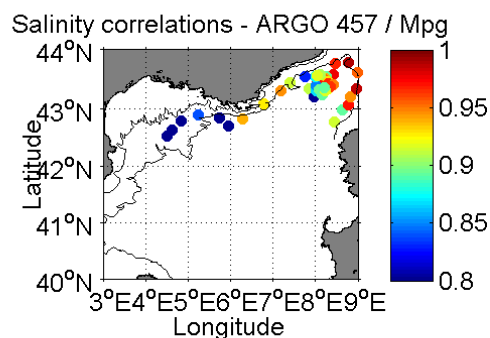 Salinity correlations - ARGO 457 / Mpg
44°N
43°N
42°N
41°N
40°N
Latitude
3°E4°E5°E6°E7°E8°E9°E
Longitude
1
0.95
0.9
0.85
0.8